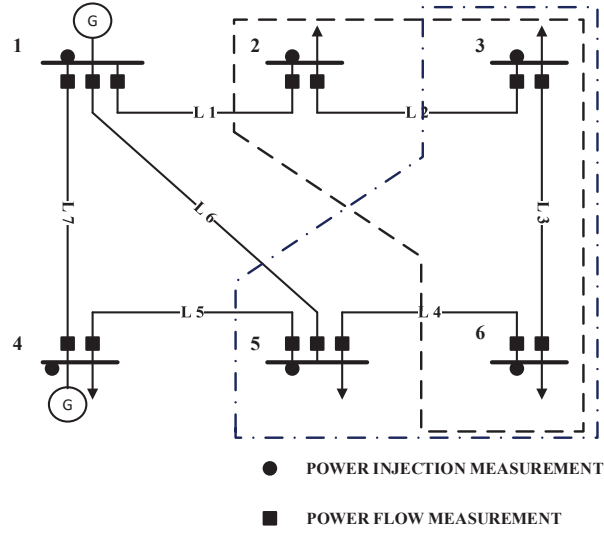 G
1
2
3
L 1
L 2
L 7
L 6
L 3
L 5
L 4
4
5
6
G
POWER INJECTION MEASUREMENT
POWER FLOW MEASUREMENT